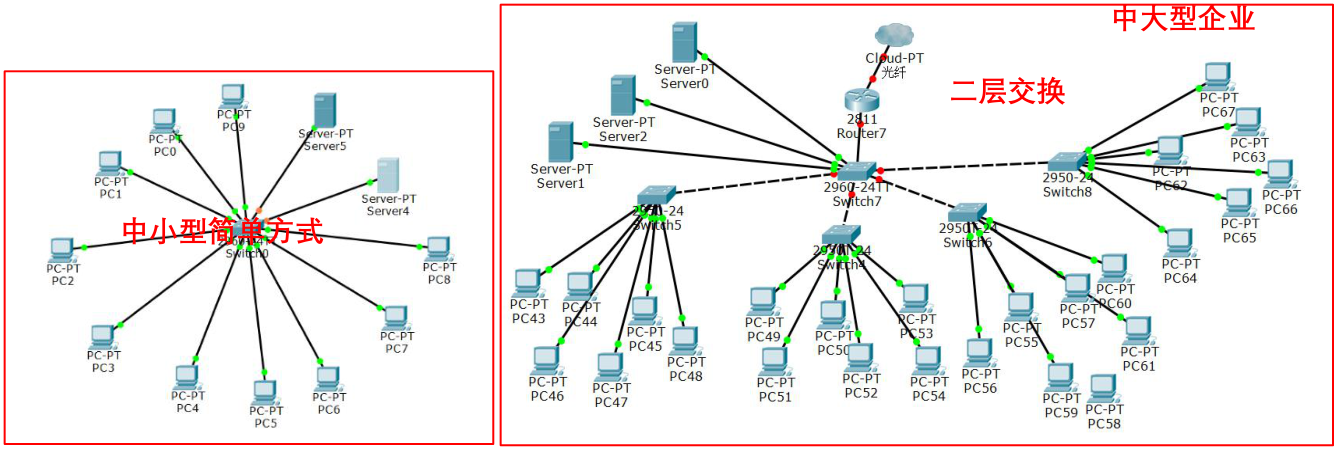 中小型简单方式
PC-PT
PC9
PC-PT
PC0
Server-PT
Server5
PC-PT
PC1
Server-PT
Server4
Switch0
PC-PT
PC2
PC-PT
PC8
PC-PT
PC3
PC-PT
PC7
PC-PT
PC4
PC-PT
PC5
PC-PT
PC6
中大型企业
二层交换
Server-PT
Server0
Cloud-PT
光纤
Server-PT
Server2
2811
Router7
Server-PT
Server1
2960-24TT
Switch7
PC-PT
PC67
PC-PT
PC63
PC-PT
PC62
PC-PT
PC66
PC-PT
PC65
PC-PT
PC64
2950-24
Switch8
2950-24
Switch5
2950T-24
Switch4
2950T-24
Switch6
PC-PT
PC43
PC-PT
PC44
PC-PT
PC45
PC-PT
PC46
PC-PT
PC47
PC-PT
PC48
PC-PT
PC49
PC-PT
PC50
PC-PT
PC53
PC-PT
PC51
PC-PT
PC52
PC-PT
PC54
PC-PT
PC60
PC-PT
PC57
PC-PT
PC55
PC-PT
PC61
PC-PT
PC56
PC-PT
PC59
PC-PT
PC58